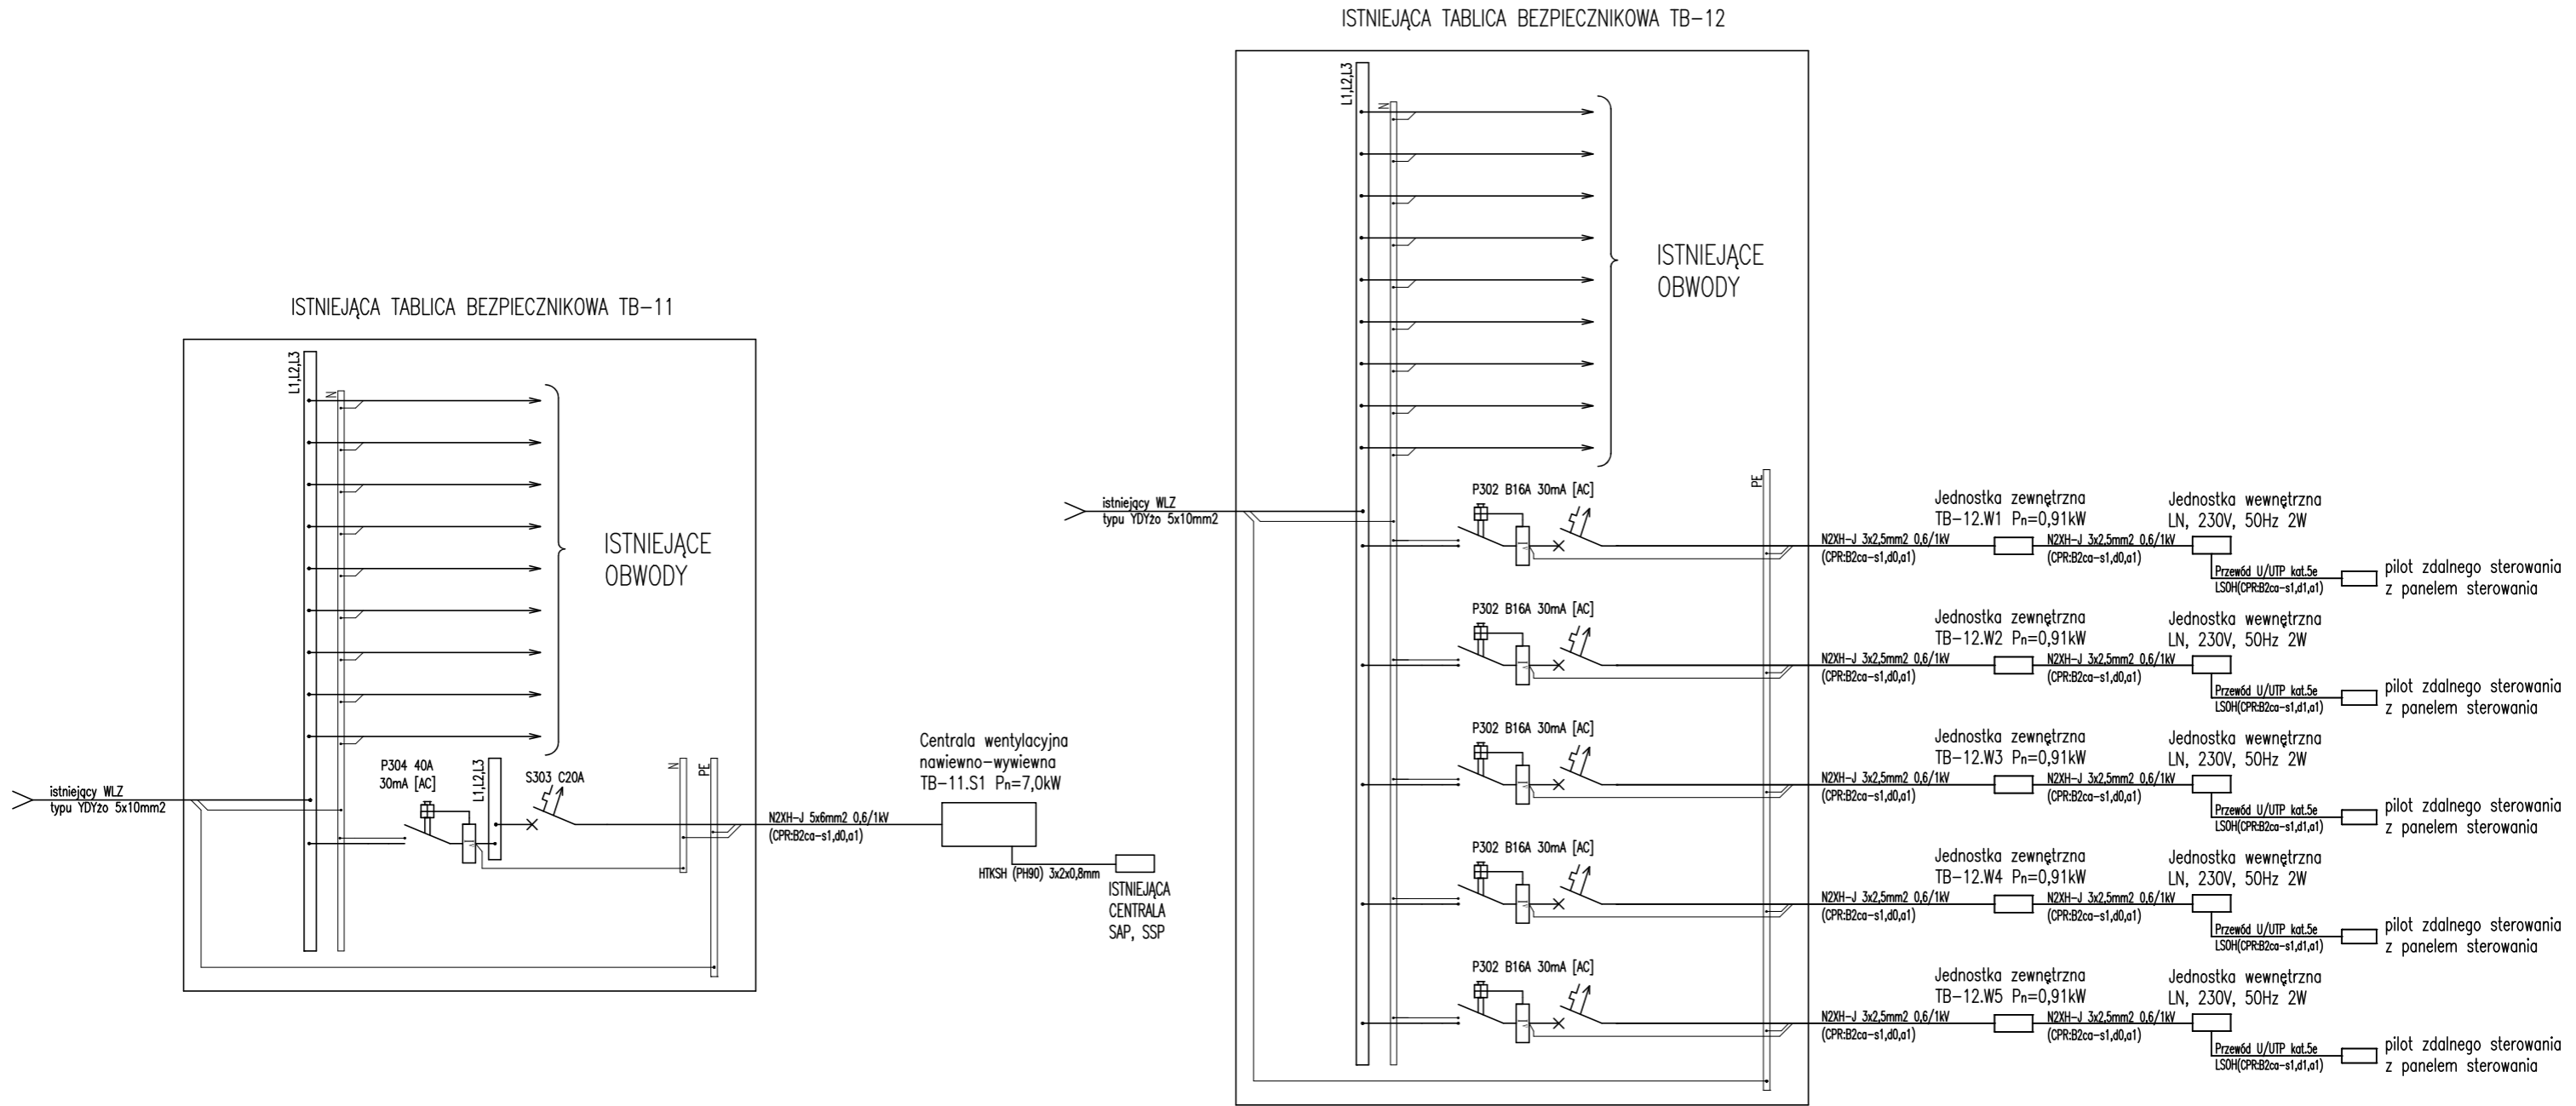 ISTNIEJĄCA TABLICA BEZPIECZNIKOWA TB-11
L1,L2,L3
N
ISTNIEJĄCE
OBWODY
istniejący WLZ
typu YDYżo 5x10mm2
P304 40A
30mA [AC]
L1,L2,L3
S303 C20A
N
PE
N2XH-J 5x6mm2 0,6/1kV
(CPR:B2ca-s1,d0,a1)
Centrala wentylacyjna
nawiewno-wywiewna
TB-11.S1 Pn=7,0kW
HTKSH (PH90) 3x2x0,8mm
ISTNIEJĄCA
CENTRALA
SAP, SSP
ISTNIEJĄCA TABLICA BEZPIECZNIKOWA TB-12
L1,L2,L3
N
ISTNIEJĄCE
OBWODY
istniejący WLZ
typu YDYżo 5x10mm2
PE
P302 B16A 30mA [AC]
N2XH-J 3x2,5mm2 0,6/1kV
(CPR:B2ca-s1,d0,a1)
Jednostka zewnętrzna
TB-12.W1 Pn=0,91kW
N2XH-J 3x2,5mm2 0,6/1kV
(CPR:B2ca-s1,d0,a1)
Jednostka wewnętrzna
LN, 230V, 50Hz 2W
Przewód U/UTP kat.5e
LSOH(CPR:B2ca-s1,d1,a1)
pilot zdalnego sterowania
z panelem sterowania
P302 B16A 30mA [AC]
N2XH-J 3x2,5mm2 0,6/1kV
(CPR:B2ca-s1,d0,a1)
Jednostka zewnętrzna
TB-12.W2 Pn=0,91kW
N2XH-J 3x2,5mm2 0,6/1kV
(CPR:B2ca-s1,d0,a1)
Jednostka wewnętrzna
LN, 230V, 50Hz 2W
Przewód U/UTP kat.5e
LSOH(CPR:B2ca-s1,d1,a1)
pilot zdalnego sterowania
z panelem sterowania
P302 B16A 30mA [AC]
N2XH-J 3x2,5mm2 0,6/1kV
(CPR:B2ca-s1,d0,a1)
Jednostka zewnętrzna
TB-12.W3 Pn=0,91kW
N2XH-J 3x2,5mm2 0,6/1kV
(CPR:B2ca-s1,d0,a1)
Jednostka wewnętrzna
LN, 230V, 50Hz 2W
Przewód U/UTP kat.5e
LSOH(CPR:B2ca-s1,d1,a1)
pilot zdalnego sterowania
z panelem sterowania
P302 B16A 30mA [AC]
N2XH-J 3x2,5mm2 0,6/1kV
(CPR:B2ca-s1,d0,a1)
Jednostka zewnętrzna
TB-12.W4 Pn=0,91kW
N2XH-J 3x2,5mm2 0,6/1kV
(CPR:B2ca-s1,d0,a1)
Jednostka wewnętrzna
LN, 230V, 50Hz 2W
Przewód U/UTP kat.5e
LSOH(CPR:B2ca-s1,d1,a1)
pilot zdalnego sterowania
z panelem sterowania
P302 B16A 30mA [AC]
N2XH-J 3x2,5mm2 0,6/1kV
(CPR:B2ca-s1,d0,a1)
Jednostka zewnętrzna
TB-12.W5 Pn=0,91kW
N2XH-J 3x2,5mm2 0,6/1kV
(CPR:B2ca-s1,d0,a1)
Jednostka wewnętrzna
LN, 230V, 50Hz 2W
Przewód U/UTP kat.5e
LSOH(CPR:B2ca-s1,d1,a1)
pilot zdalnego sterowania
z panelem sterowania